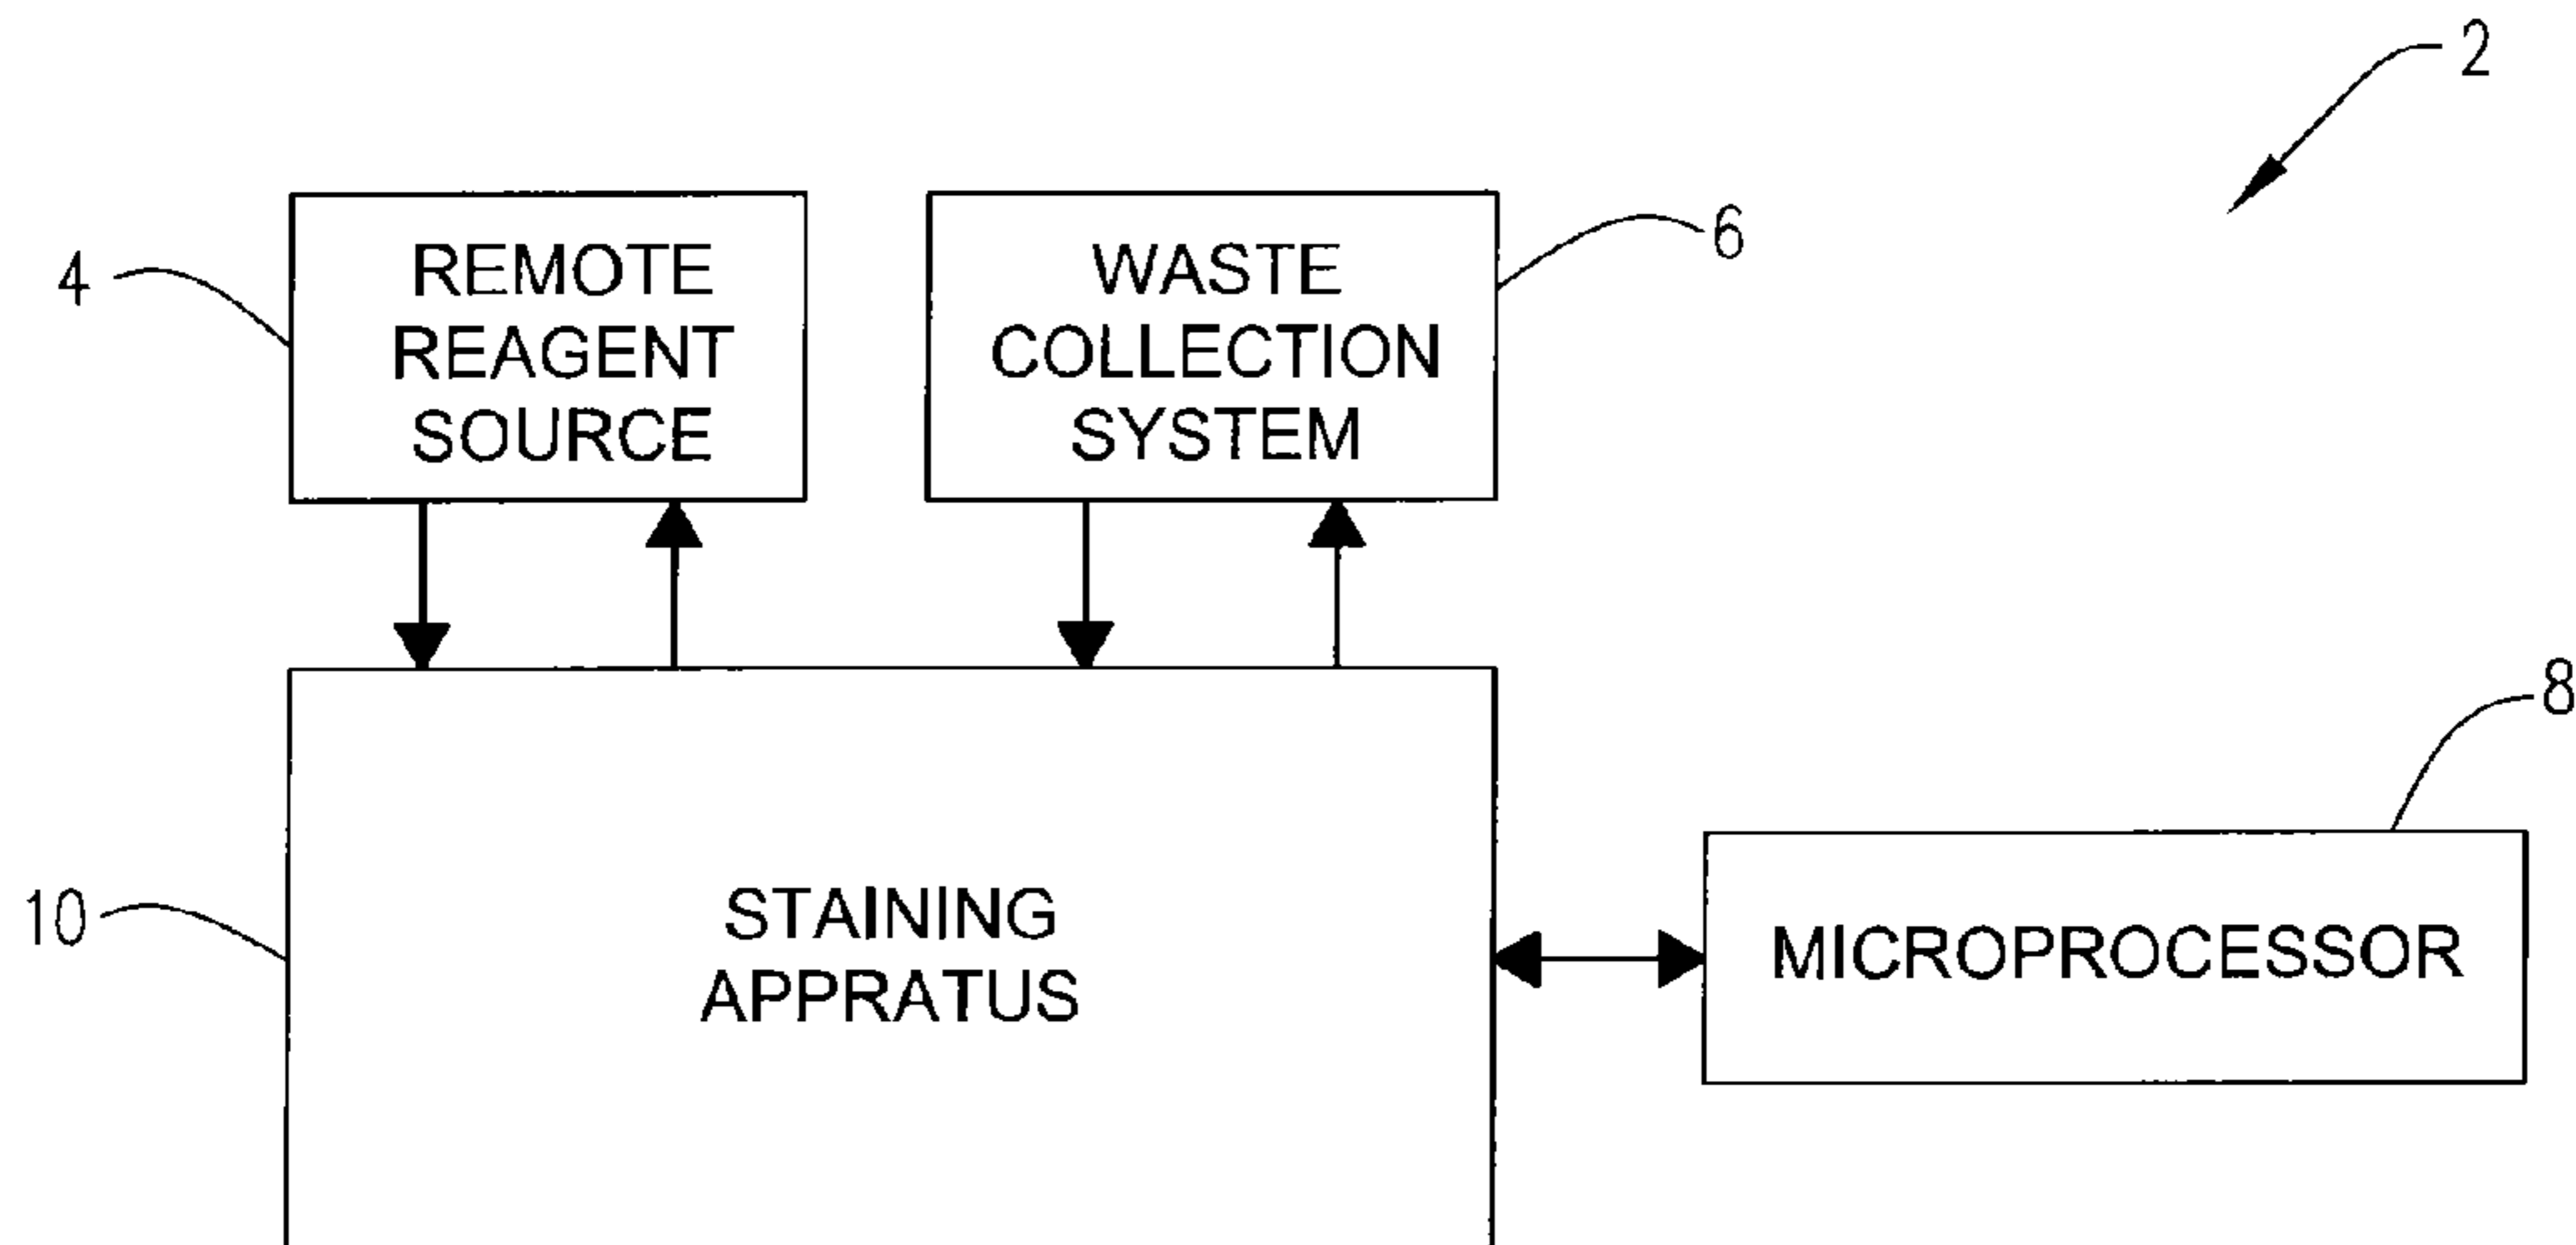 2
4
REMOTE
REAGENT
SOURCE
WASTE
COLLECTION
SYSTEM
6
8
10
STAINING
APPRATUS
MICROPROCESSOR